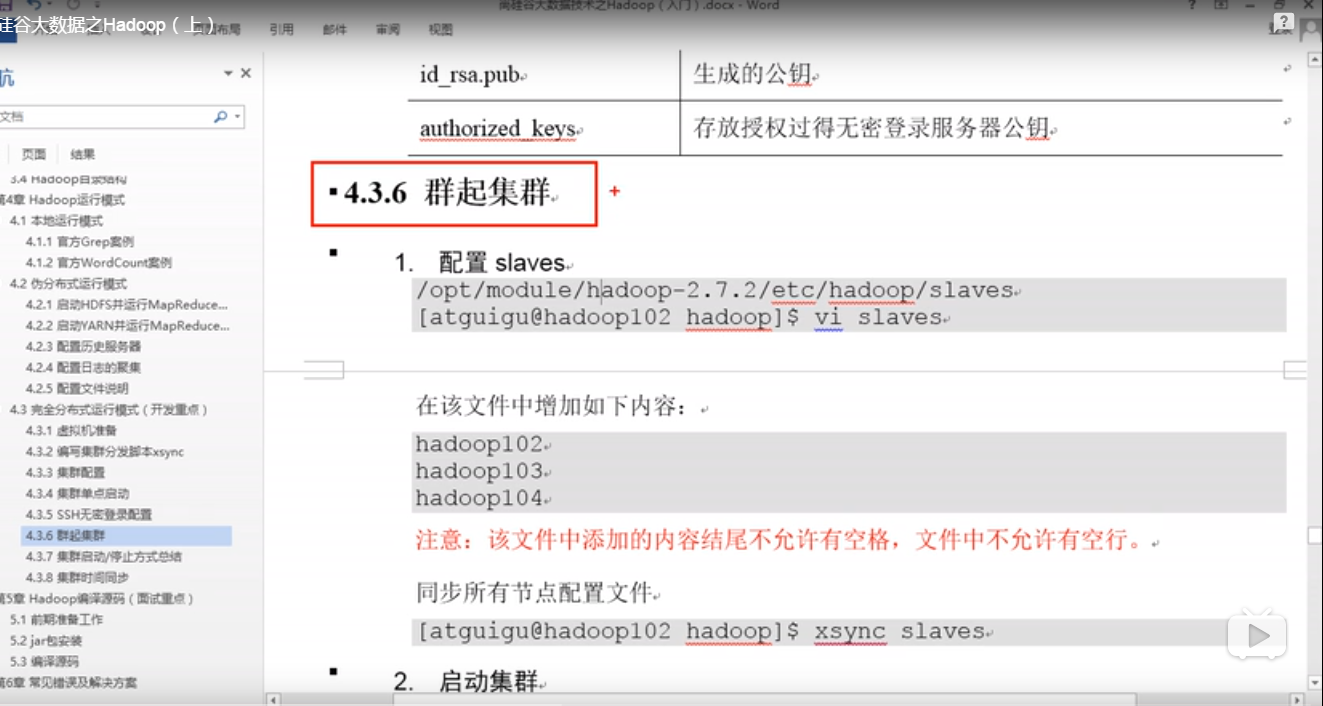 尚硅谷大数据技术之Hadoop（入门）.docx - Word
硅谷大数据之Hadoop（上）
布局 引用 邮件 审阅 视图
航
文档
页面 结果
3.4 Hadoop目录结构
第4章 Hadoop运行模式
4.1 本地运行模式
4.1.1 官方Grep案例
4.1.2 官方WordCount案例
4.2 伪分布式运行模式
4.2.1 启动HDFS并运行MapReduce...
4.2.2 启动YARN并运行MapReduce...
4.2.3 配置历史服务器
4.2.4 配置日志的聚集
4.2.5 配置文件说明
4.3 完全分布式运行模式（开发重点）
4.3.1 虚拟机准备
4.3.2 编写集群分发脚本xsync
4.3.3 集群配置
4.3.4 集群单点启动
4.3.5 SSH无密登录配置
4.3.6 群起集群
4.3.7 集群启动/停止方式总结
4.3.8 集群时间同步
第5章 Hadoop编译源码（面试重点）
5.1 前期准备工作
5.2 jar包安装
5.3 编译源码
第6章 常见错误及解决方案
id_rsa.pub 生成的公钥
authorized_keys 存放授权过得无密登录服务器公钥
4.3.6 群起集群
1. 配置 slaves
/opt/module/hadoop-2.7.2/etc/hadoop/slaves
[atguigu@hadoop102 hadoop]$ vi slaves
在该文件中增加如下内容：
hadoop102
hadoop103
hadoop104
注意：该文件中添加的内容结尾不允许有空格，文件中不允许有空行。
同步所有节点配置文件
[atguigu@hadoop102 hadoop]$ xsync slaves
2. 启动集群